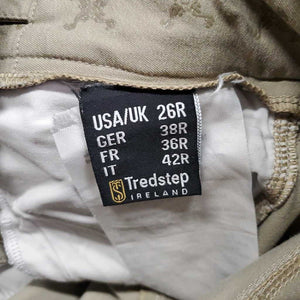 USA/UK 26R
GER 38R
FR 36R
IT 42R
Tredstep
IRELAND